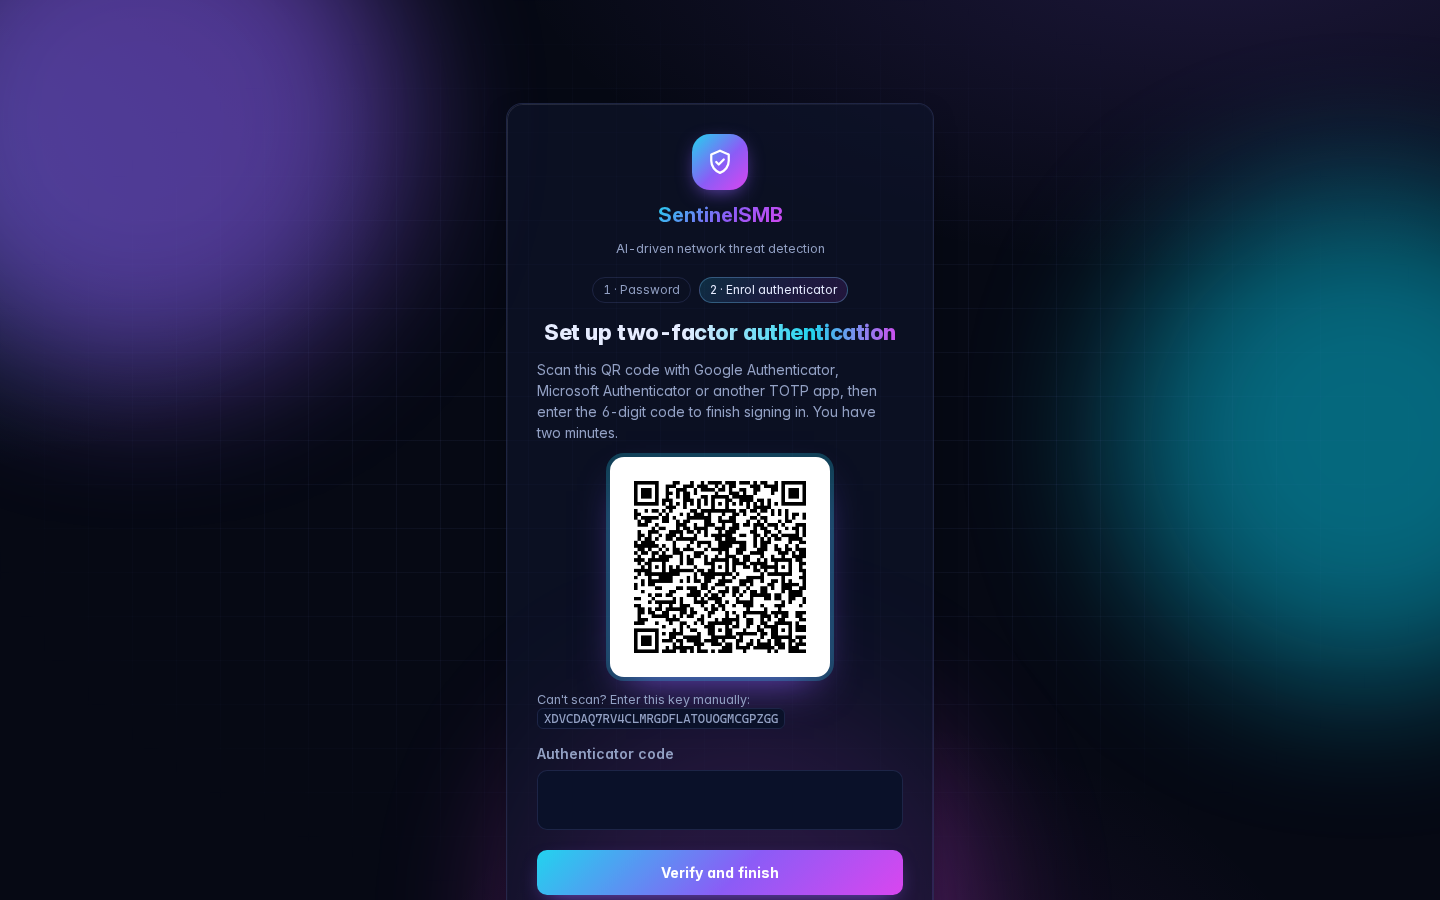 SentinelSMB
AI-driven network threat detection
1 · Password
2 · Enrol authenticator
Set up two-factor authentication
Scan this QR code with Google Authenticator,
Microsoft Authenticator or another TOTP app, then
enter the 6-digit code to finish signing in. You have
two minutes.
Can't scan? Enter this key manually:
XDVCDAQ7RV4CLMRGDFLATOUOGMCGPZGG
Authenticator code
Verify and finish